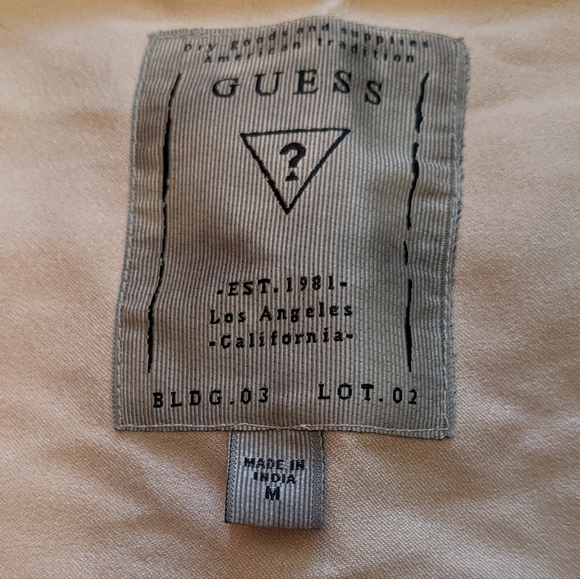 Dry goods and supplies
American tradition
GUESS
?
-EST.1981-
Los Angeles
-California-
BLDG.03 LOT.02
MADE IN
INDIA
M